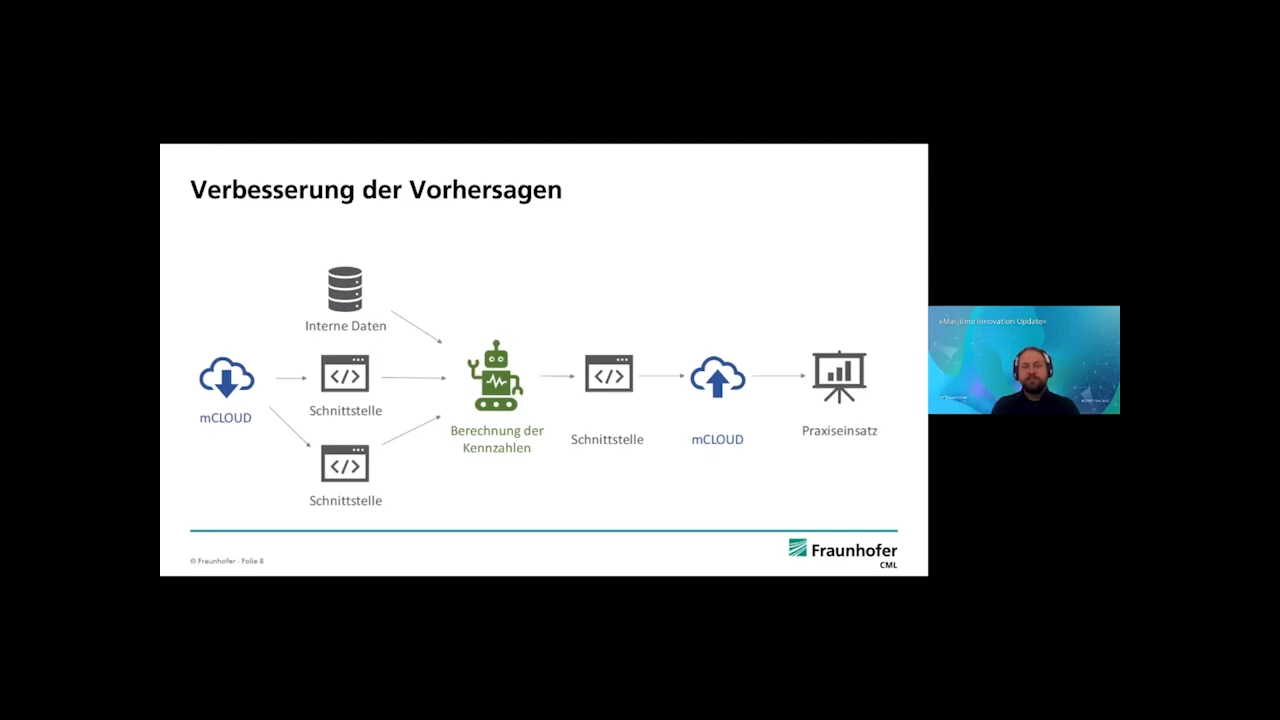 Verbesserung der Vorhersagen
Interne Daten
mCLOUD
Schnittstelle
Schnittstelle
Berechnung der
Kennzahlen
Schnittstelle
mCLOUD
Praxiseinsatz
© Fraunhofer - Folie 8
Fraunhofer
CML
»Maritime Innovation Update«